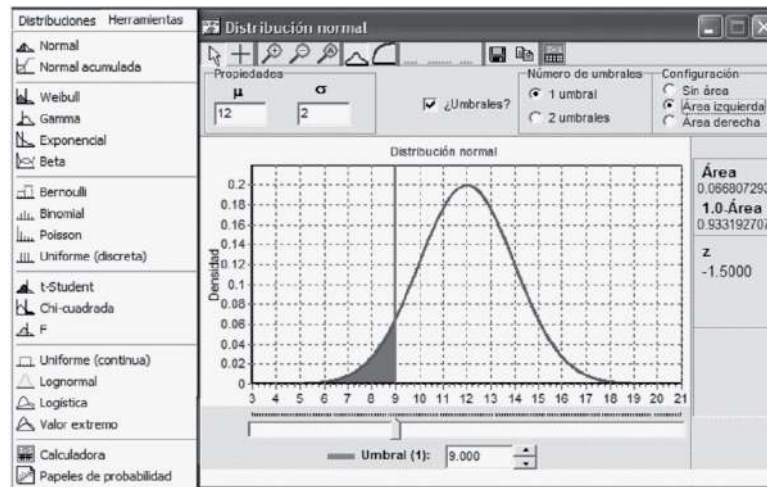 Distribuciones Herramientas
Normal
Normal acumulada
Weibull
Gamma
Exponencial
Beta
Bernoulli
Binomial
Poisson
Uniforme (discreta)
t-Student
Chi-cuadrada
F
Uniforme (continua)
Lognormal
Logística
Valor extremo
Calculadora
Papeles de probabilidad
Distribución normal
Propiedades
μ σ
12 2
¿Umbrales?
Número de umbrales
1 umbral
2 umbrales
Configuración
Sin área
Área izquierda
Área derecha
Distribución normal
Densidad
0.2
0.18
0.16
0.14
0.12
0.1
0.08
0.06
0.04
0.02
0
3 4 5 6 7 8 9 10 11 12 13 14 15 16 17 18 19 20 21
Área
0.066807293
1.0-Área
0.933192707
z
-1.5000
Umbral (1): 9.000